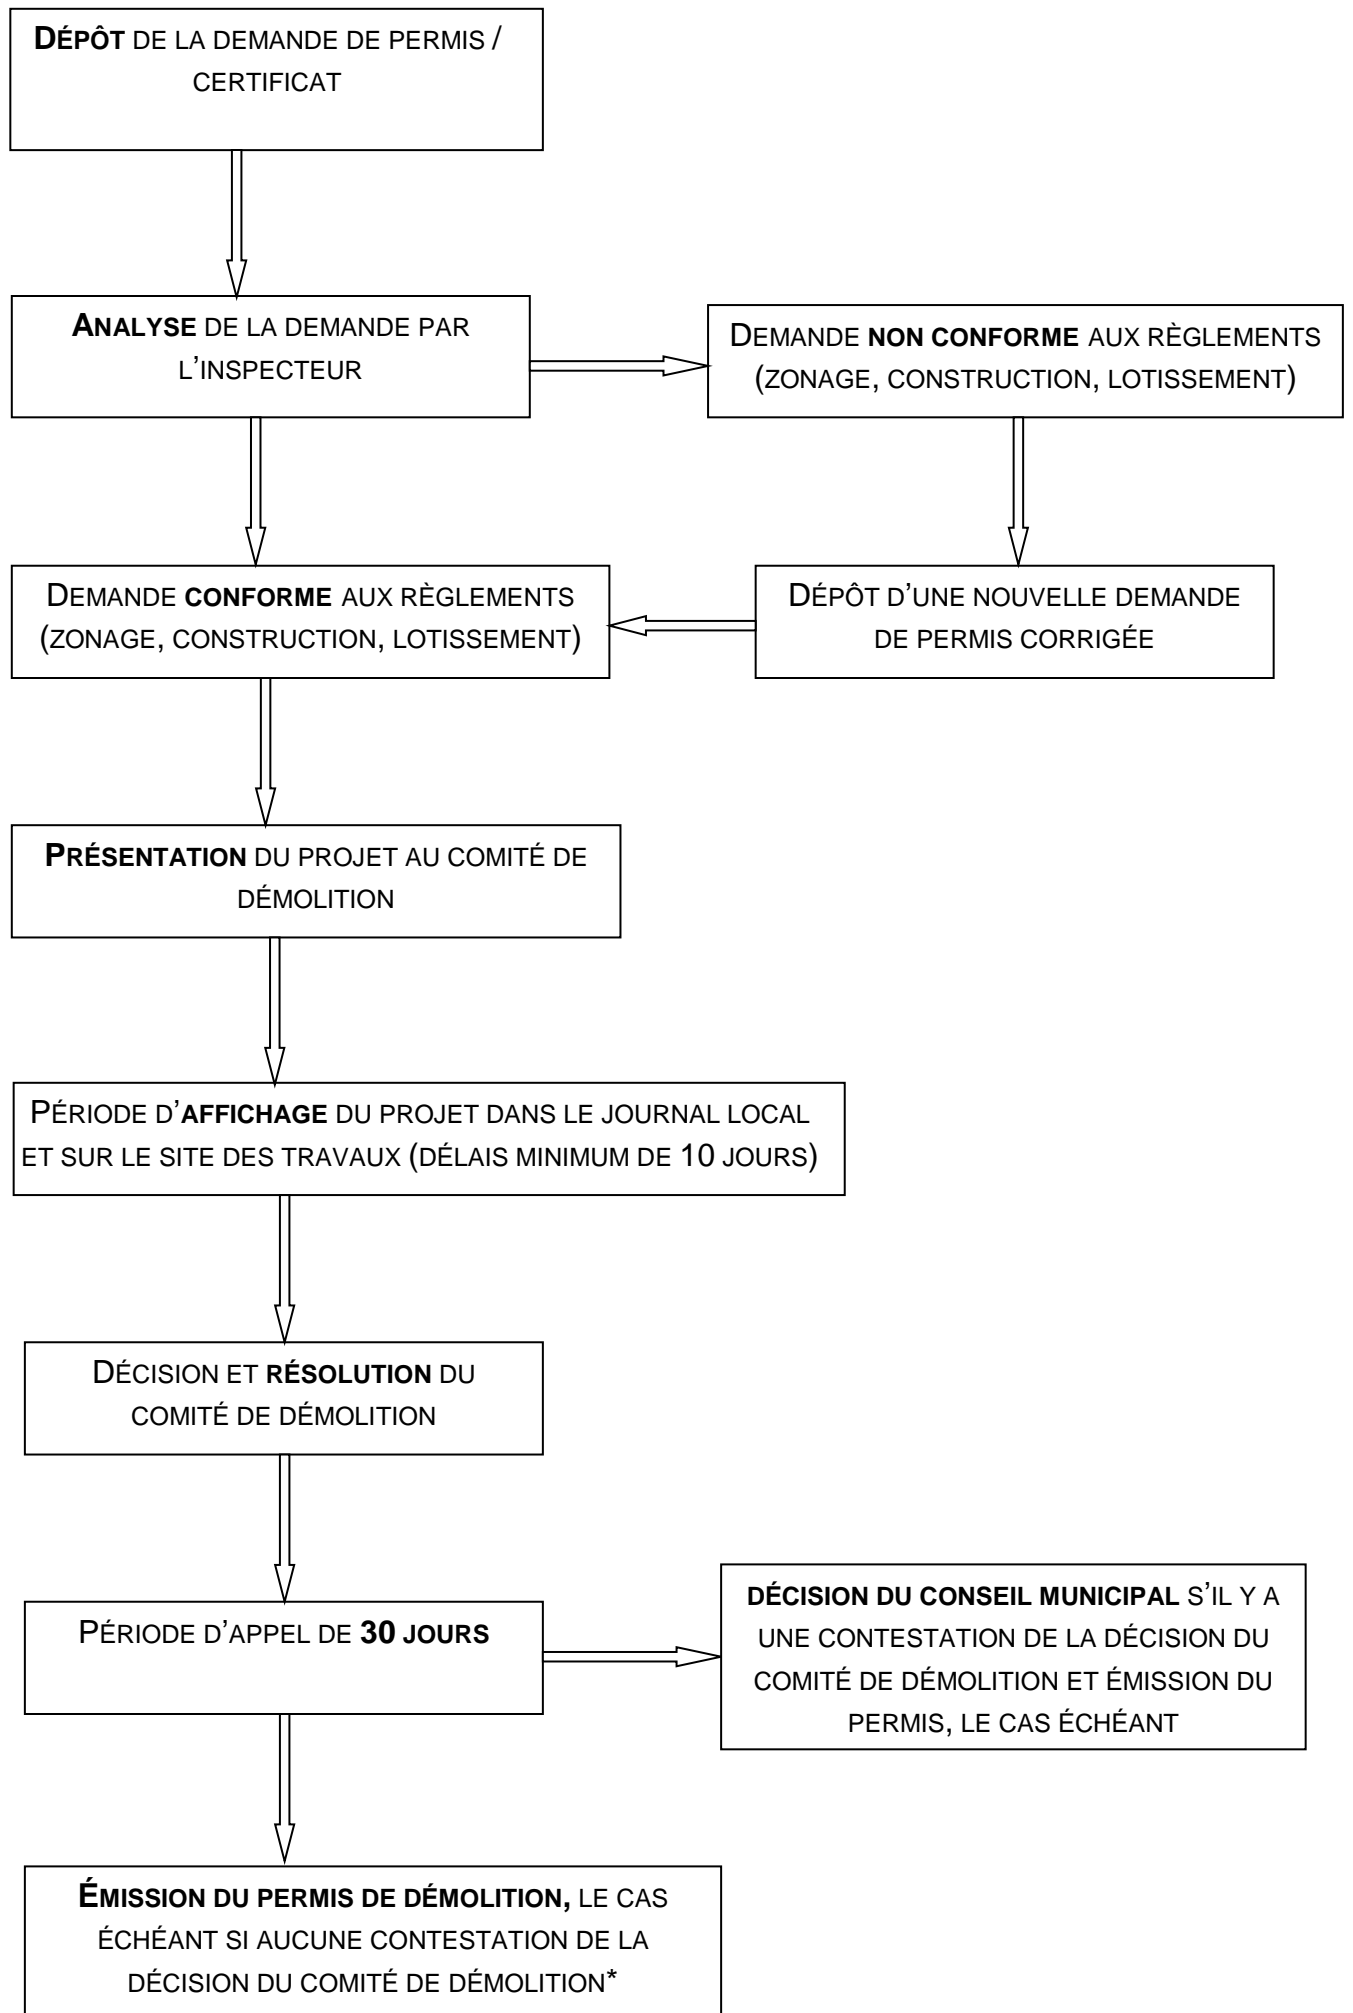 DÉPÔT DE LA DEMANDE DE PERMIS /
CERTIFICAT
ANALYSE DE LA DEMANDE PAR
L’INSPECTEUR
DEMANDE NON CONFORME AUX RÈGLEMENTS
(ZONAGE, CONSTRUCTION, LOTISSEMENT)
DEMANDE CONFORME AUX RÈGLEMENTS
(ZONAGE, CONSTRUCTION, LOTISSEMENT)
DÉPÔT D’UNE NOUVELLE DEMANDE
DE PERMIS CORRIGÉE
PRÉSENTATION DU PROJET AU COMITÉ DE
DÉMOLITION
PÉRIODE D’AFFICHAGE DU PROJET DANS LE JOURNAL LOCAL
ET SUR LE SITE DES TRAVAUX (DÉLAIS MINIMUM DE 10 JOURS)
DÉCISION ET RÉSOLUTION DU
COMITÉ DE DÉMOLITION
PÉRIODE D’APPEL DE 30 JOURS
DÉCISION DU CONSEIL MUNICIPAL S’IL Y A
UNE CONTESTATION DE LA DÉCISION DU
COMITÉ DE DÉMOLITION ET ÉMISSION DU
PERMIS, LE CAS ÉCHÉANT
ÉMISSION DU PERMIS DE DÉMOLITION, LE CAS
ÉCHÉANT SI AUCUNE CONTESTATION DE LA
DÉCISION DU COMITÉ DE DÉMOLITION*